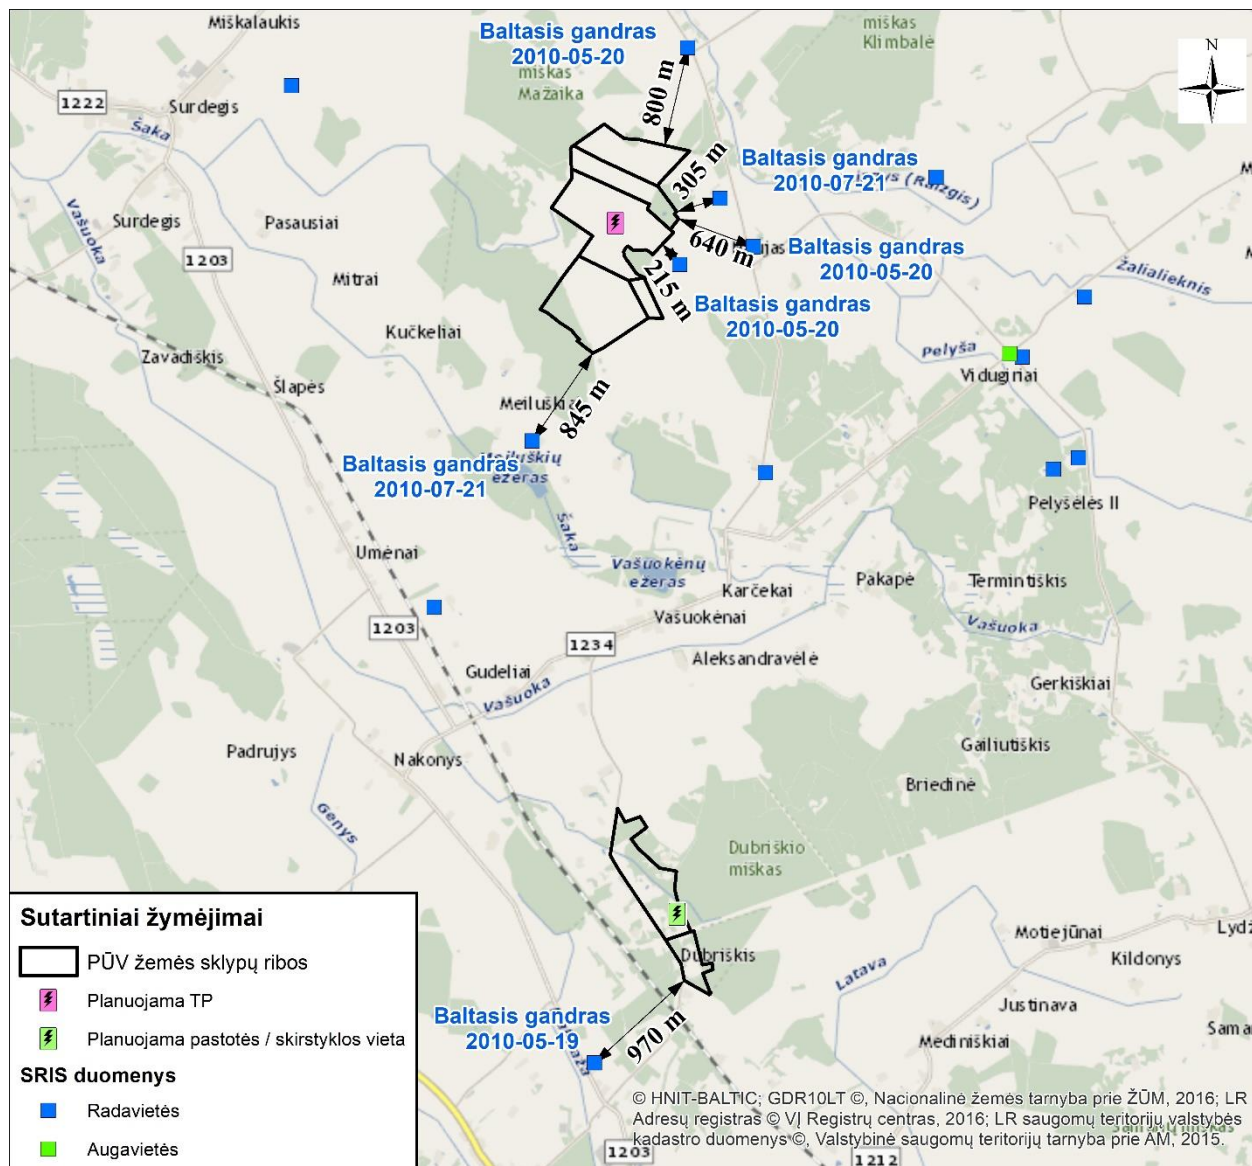 Miškalaukis
Baltasis gandras
2010-05-20
miškas
Klimbalė
N
miškas
Mažaika
800 m
1222
Surdegis
Šaka
305 m
Baltasis gandras
2010-07-21
(Raizgis)
Vašuoka
Surdegis
Pasausiai
1203
640 m
Baltasis gandras
2010-05-20
Mitrai
215 m
Žalialieknis
Baltasis gandras
2010-05-20
Kučkeliai
Zavadiškis
Pelyša
Viduginiai
Šlapės
845 m
Baltasis gandras
2010-07-21
ežeras
Pelyšėlės II
Šaka
Umėnai
Vašuokėnų
ežeras
Karčekai
Pakapė
Termintiškis
1203
Vašuokėnai
Vašuoka
1234
Aleksandravėlė
Gudeliai
Vašuoka
Gerkiškiai
Padrujys
Nakonys
Gailiutiškis
Briedinė
Genys
Dubriškio
miškas
Dubriškis
Motiejūnai
Kildonys
Latava
Justinava
Mediniškiai
Baltasis gandras
2010-05-19
970 m
Sutartiniai žymėjimai
PŪV žemės sklypų ribos
Planuojama TP
Planuojama pastotės / skirstyklos vieta
SRIS duomenys
Radavietės
Augavietės
© HNIT-BALTIC; GDR10LT ©, Nacionalinė žemės tarnyba prie ŽŪM, 2016; LR
Adresų registras © VĮ Registrų centras, 2016; LR saugomų teritorijų valstybės
kadastro duomenys ©, Valstybinė saugomų teritorijų tarnyba prie AM, 2015.
1203
1212